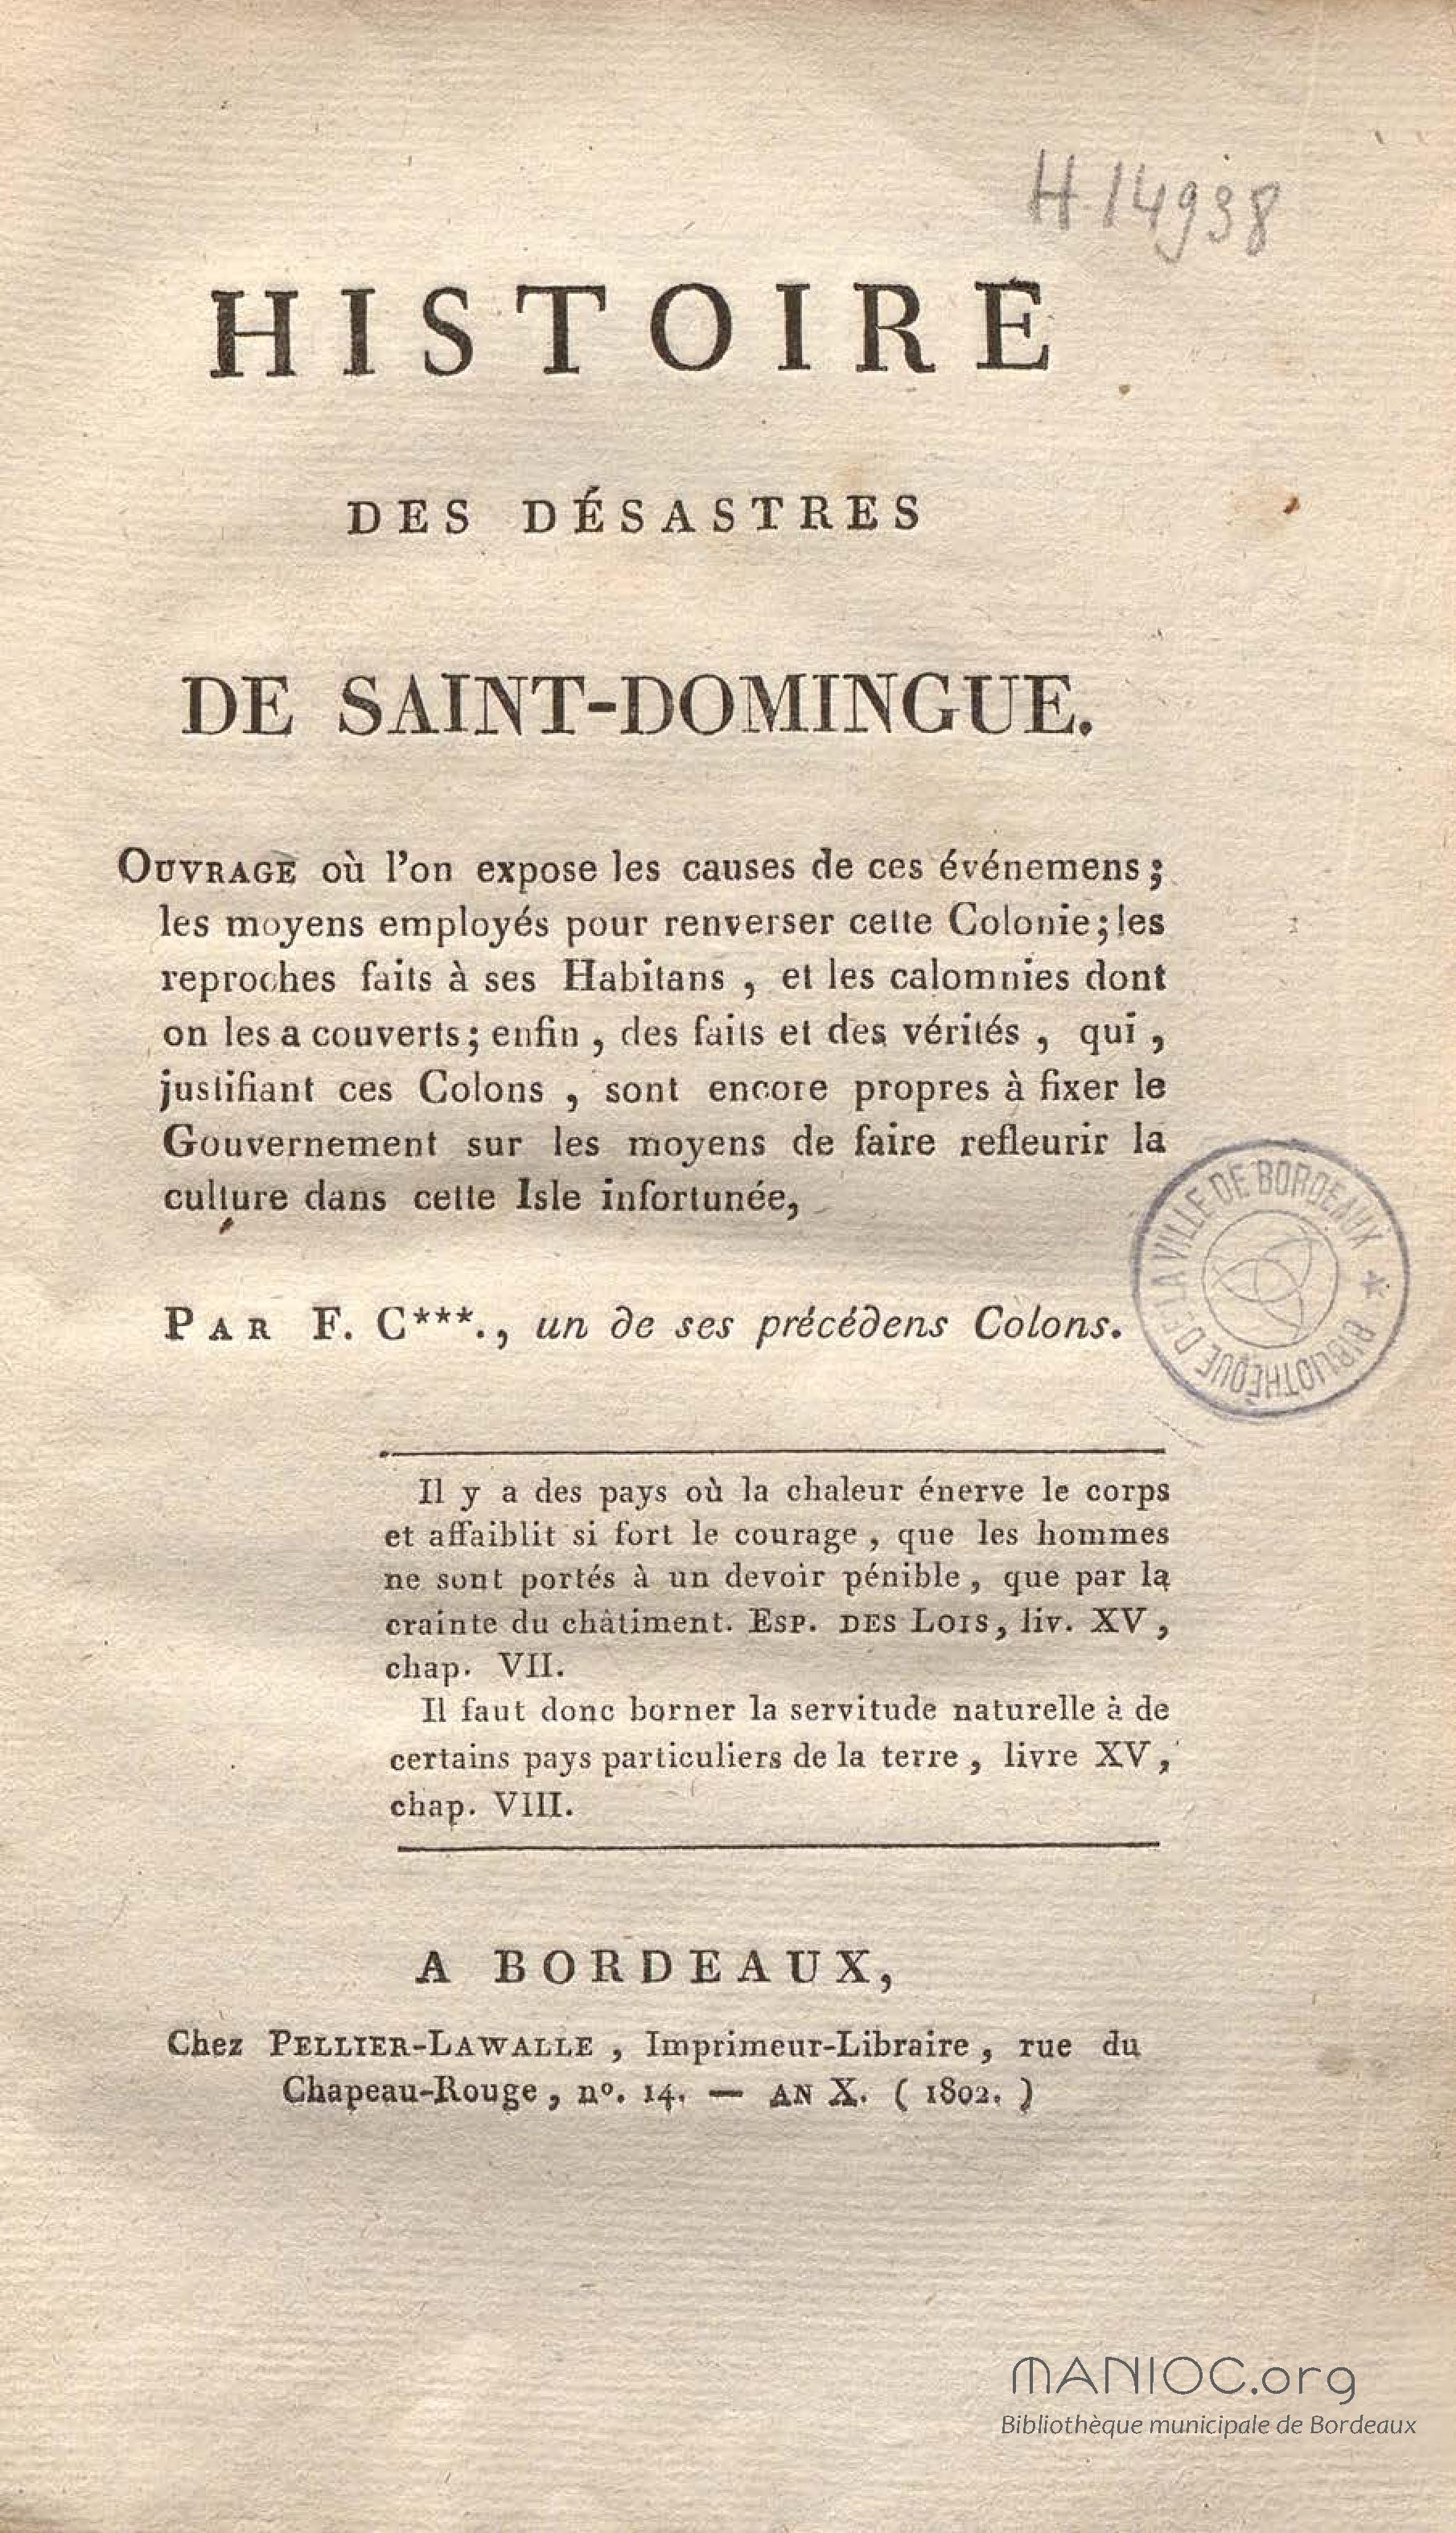 H 14938
HISTOIRE
DES DÉSASTRES
DE SAINT-DOMINGUE.
OUVRAGE où l'on expose les causes de ces événemens;
les moyens employés pour renverser cette Colonie; les
reproches faits à ses Habitans, et les calomnies dont
on les a couverts; enfin, des faits et des vérités, qui,
justifiant ces Colons, sont encore propres à fixer le
Gouvernement sur les moyens de faire refleurir la
culture dans cette Isle infortunée,
PAR F. C***., un de ses précédens Colons.
BIBLIOTHÈQUE DE LA VILLE DE BORDEAUX *
Il y a des pays où la chaleur énerve le corps
et affaiblit si fort le courage, que les hommes
ne sont portés à un devoir pénible, que par la
crainte du châtiment. ESP. DES LOIS, liv. XV,
chap. VII.
Il faut donc borner la servitude naturelle à de
certains pays particuliers de la terre, livre XV,
chap. VIII.
A BORDEAUX,
Chez PELLIER-LAWALLE, Imprimeur-Libraire, rue du
Chapeau-Rouge, nº. 14. — AN X. (1802.)
MANIOC.org
Bibliothèque municipale de Bordeaux